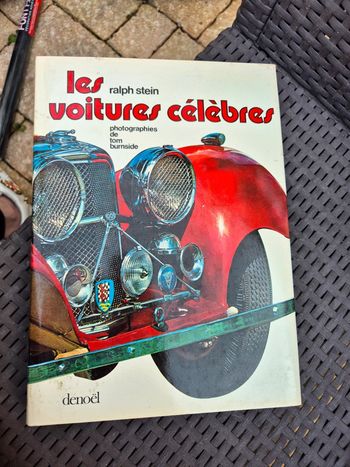 les ralph stein
voitures célèbres
photographies
de
tom
burnside
denoël